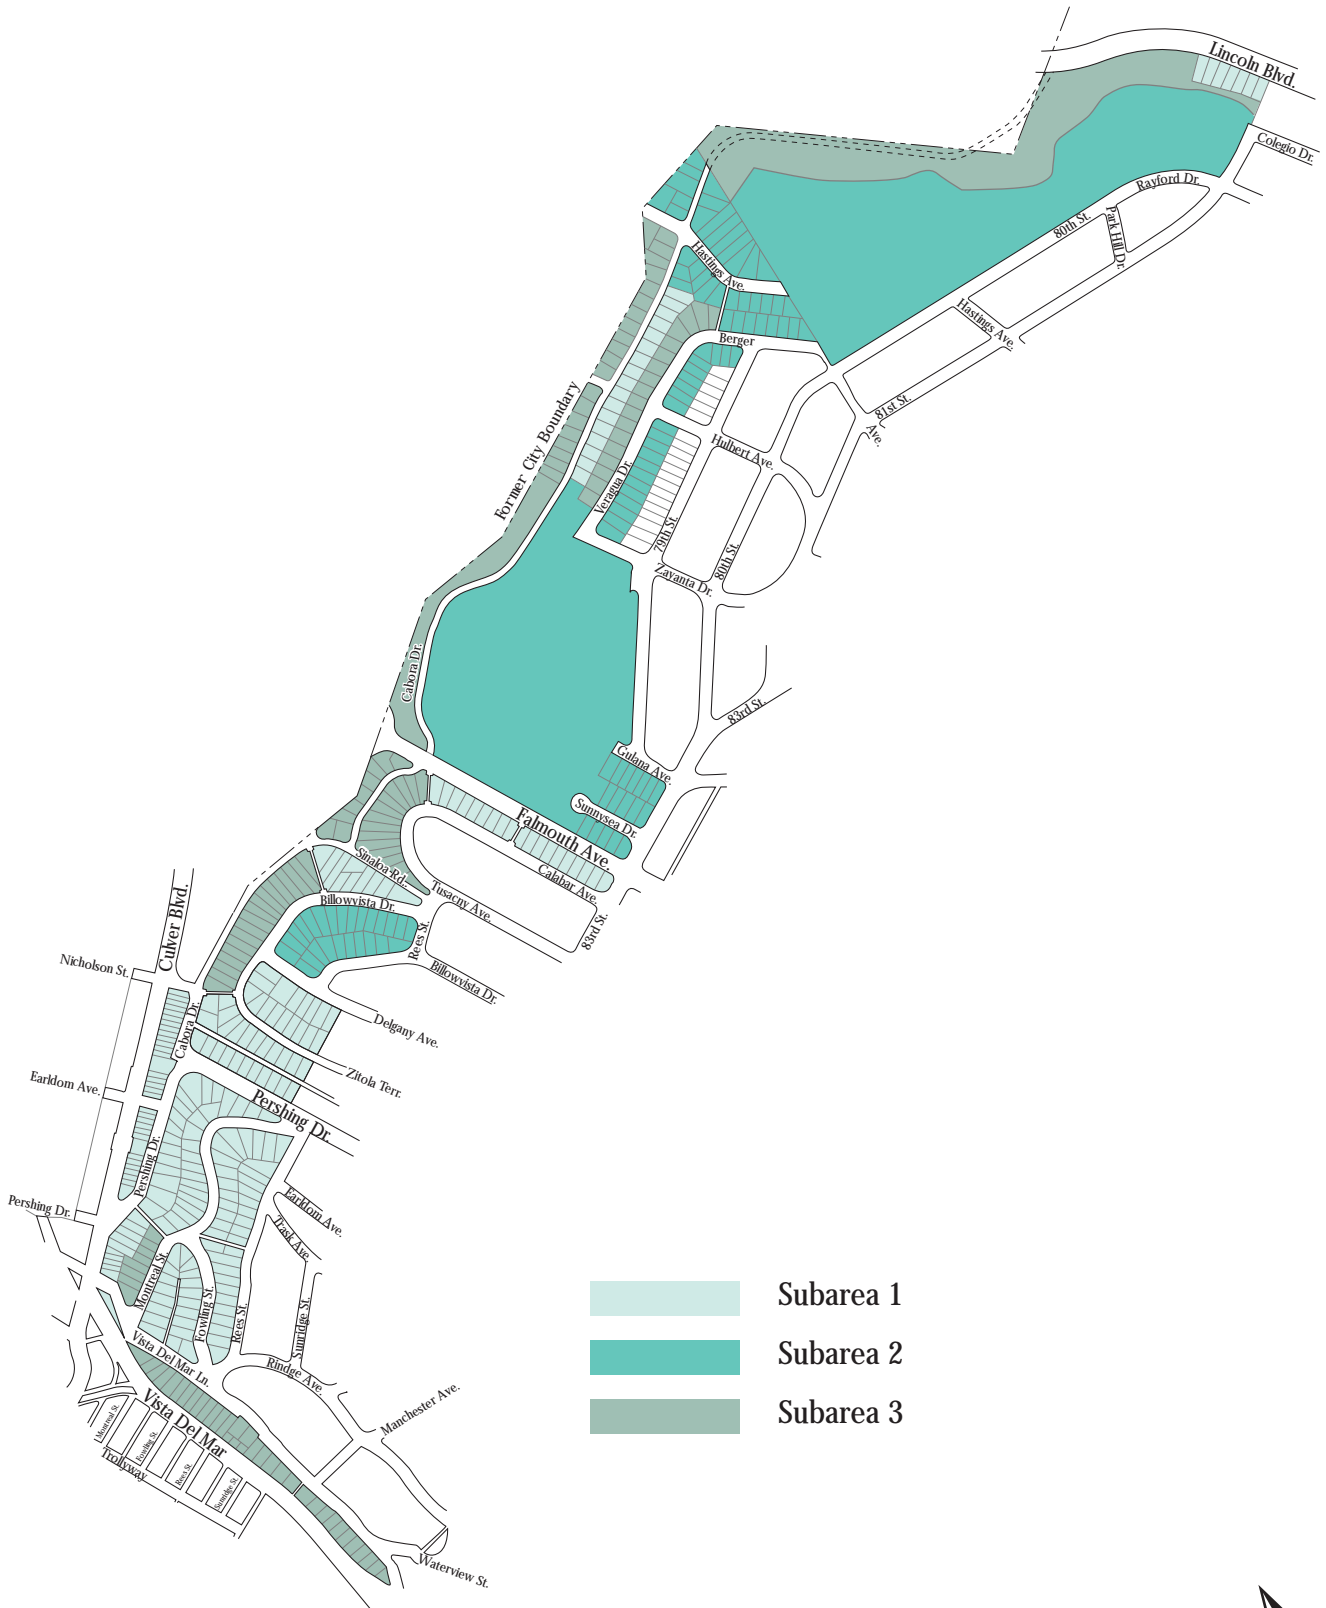 Lincoln Blvd.
Colegio Dr.
Rayford Dr.
80th St.
Park Hill Dr.
Hastings Ave.
Hastings Ave.
Berger
81st St.
Ave.
Former City Boundary
Hulbert Ave.
Veragua Dr.
79th St.
80th St.
Zayanta Dr.
Cabora Dr.
83rd St.
Gulana Ave.
Sunnysea Dr.
Falmouth Ave.
Calabar Ave.
Sinaloa Rd.
Tusacny Ave.
Billowvista Dr.
Rees St.
83rd St.
Culver Blvd.
Nicholson St.
Billowvista Dr.
Cabora Dr.
Delgany Ave.
Earldom Ave.
Zitola Terr.
Pershing Dr.
Pershing Dr.
Pershing Dr.
Earldom Ave.
Trask Ave.
Montreal St.
Fowling St.
Rees St.
Sunridge St.
Vista Del Mar Ln.
Rindge Ave.
Manchester Ave.
Vista Del Mar
Montreal St.
Fowling St.
Rees St.
Sunridge St.
Trollyway
Waterview St.
Subarea 1
Subarea 2
Subarea 3